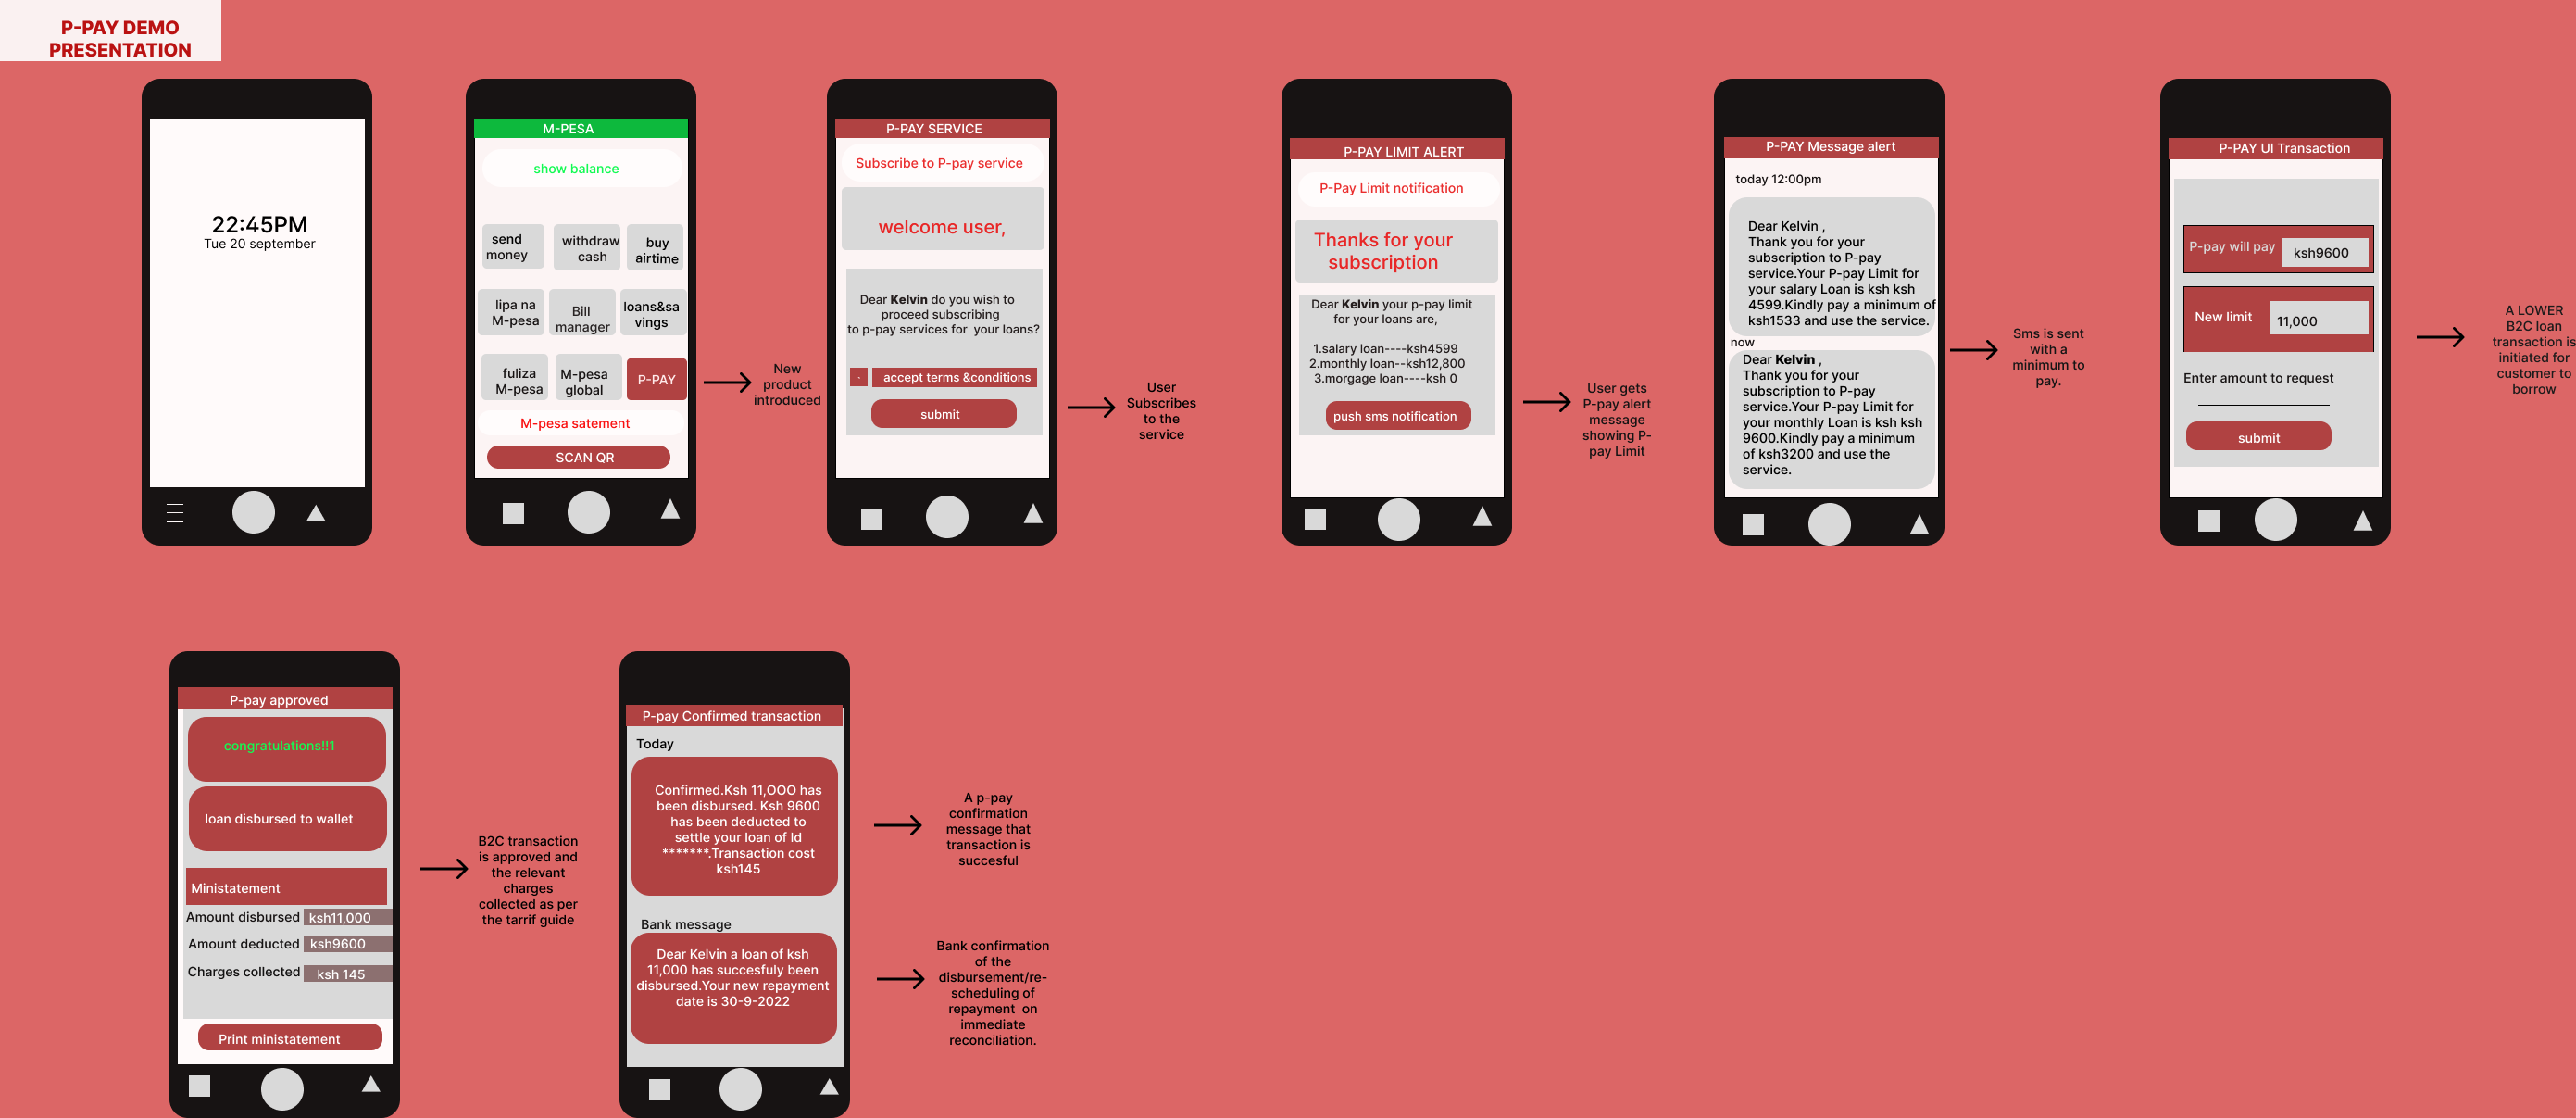 P-PAY DEMO
PRESENTATION
22:45PM
Tue 20 september
M-PESA
show balance
send
money
withdraw
cash
buy
airtime
lipa na
M-pesa
Bill
manager
loans&sa
vings
fuliza
M-pesa
M-pesa
global
P-PAY
M-pesa satement
SCAN QR
New
product
introduced
P-PAY SERVICE
Subscribe to P-pay service
welcome user,
Dear Kelvin do you wish to
proceed subscribing
to p-pay services for your loans?
accept terms &conditions
submit
User
Subscribes
to the
service
P-PAY LIMIT ALERT
P-Pay Limit notification
Thanks for your
subscription
Dear Kelvin your p-pay limit
for your loans are,
1.salary loan----ksh4599
2.monthly loan--ksh12,800
3.morgage loan----ksh 0
push sms notification
User gets
P-pay alert
message
showing P-
pay Limit
P-PAY Message alert
today 12:00pm
Dear Kelvin ,
Thank you for your
subscription to P-pay
service.Your P-pay Limit for
your salary Loan is ksh ksh
4599.Kindly pay a minimum of
ksh1533 and use the service.
now
Dear Kelvin ,
Thank you for your
subscription to P-pay
service.Your P-pay Limit for
your monthly Loan is ksh ksh
9600.Kindly pay a minimum
of ksh3200 and use the
service.
Sms is sent
with a
minimum to
pay.
P-PAY UI Transaction
P-pay will pay
ksh9600
New limit
11,000
Enter amount to request
submit
A LOWER
B2C loan
transaction is
initiated for
customer to
borrow
P-pay approved
congratulations!!1
loan disbursed to wallet
Ministatement
Amount disbursed ksh11,000
Amount deducted ksh9600
Charges collected ksh 145
Print ministatement
B2C transaction
is approved and
the relevant
charges
collected as per
the tarrif guide
P-pay Confirmed transaction
Today
Confirmed.Ksh 11,OOO has
been disbursed. Ksh 9600
has been deducted to
settle your loan of Id
*******.Transaction cost
ksh145
Bank message
Dear Kelvin a loan of ksh
11,000 has succesfuly been
disbursed.Your new repayment
date is 30-9-2022
A p-pay
confirmation
message that
transaction is
succesful
Bank confirmation
of the
disbursement/re-
scheduling of
repayment on
immediate
reconciliation.